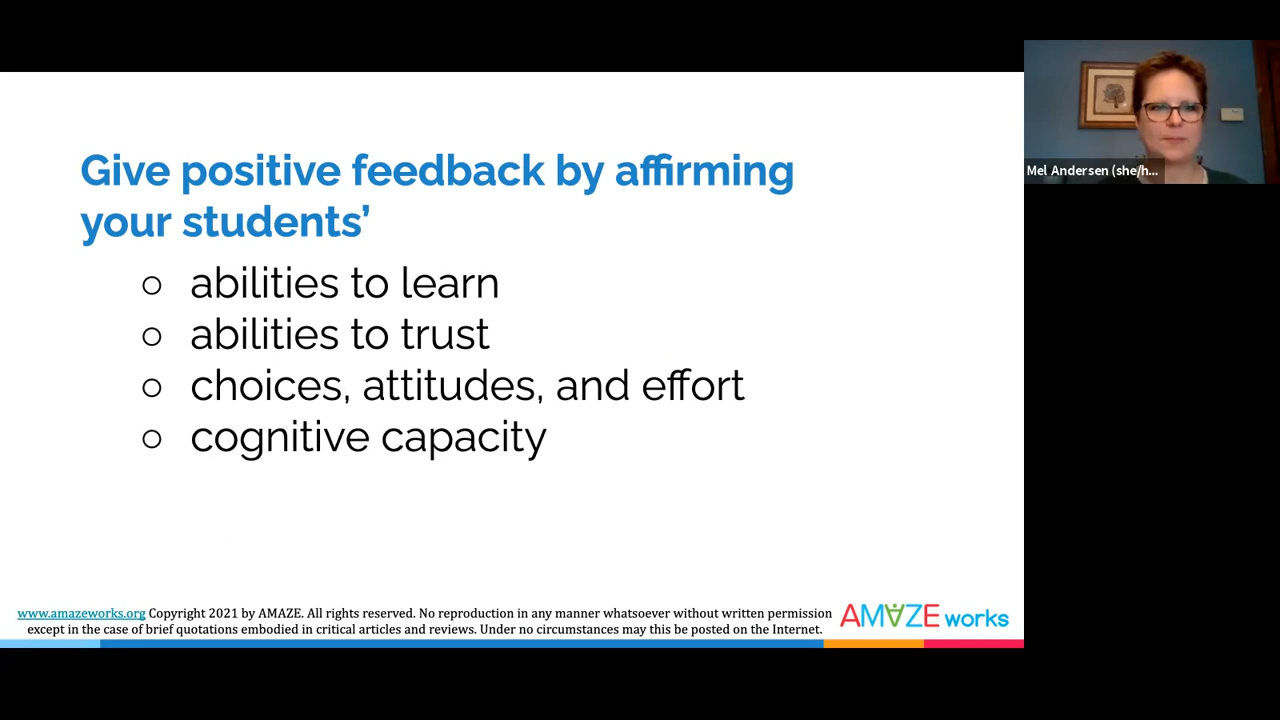 Give positive feedback by affirming
your students’
○ abilities to learn
○ abilities to trust
○ choices, attitudes, and effort
○ cognitive capacity
www.amazeworks.org Copyright 2021 by AMAZE. All rights reserved. No reproduction in any manner whatsoever without written permission
except in the case of brief quotations embodied in critical articles and reviews. Under no circumstances may this be posted on the Internet.
AMAZE works
Mel Andersen (she/h...